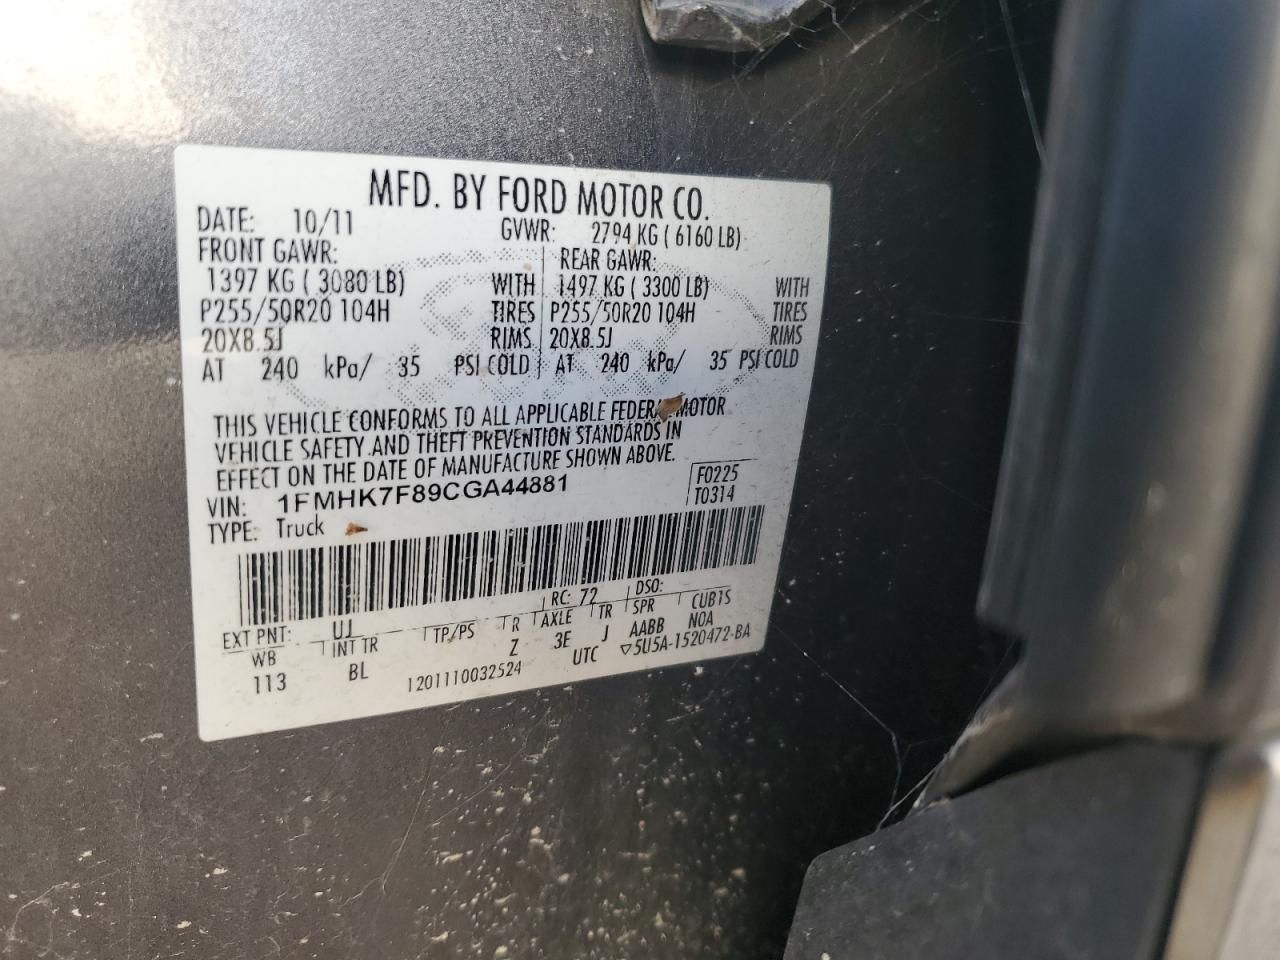 MFD. BY FORD MOTOR CO.
DATE: 10/11 GVWR: 2794 KG ( 6160 LB)
FRONT GAWR: REAR GAWR:
1397 KG ( 3080 LB) WITH 1497 KG ( 3300 LB) WITH
P255/50R20 104H TIRES P255/50R20 104H TIRES
20X8.5J RIMS 20X8.5J RIMS
AT 240 kPa/ 35 PSI COLD AT 240 kPa/ 35 PSI COLD
THIS VEHICLE CONFORMS TO ALL APPLICABLE FEDERAL MOTOR
VEHICLE SAFETY AND THEFT PREVENTION STANDARDS IN
EFFECT ON THE DATE OF MANUFACTURE SHOWN ABOVE.
VIN: 1FMHK7F89CGA44881 F0225
TYPE: Truck T0314
EXT PNT: UJ RC: 72 DSO:
WB INT TR TP/PS R AXLE TR SPR CUB1S
113 BL Z 3E J AABB N0A
1201110032524 UTC ▽5U5A-1520472-BA